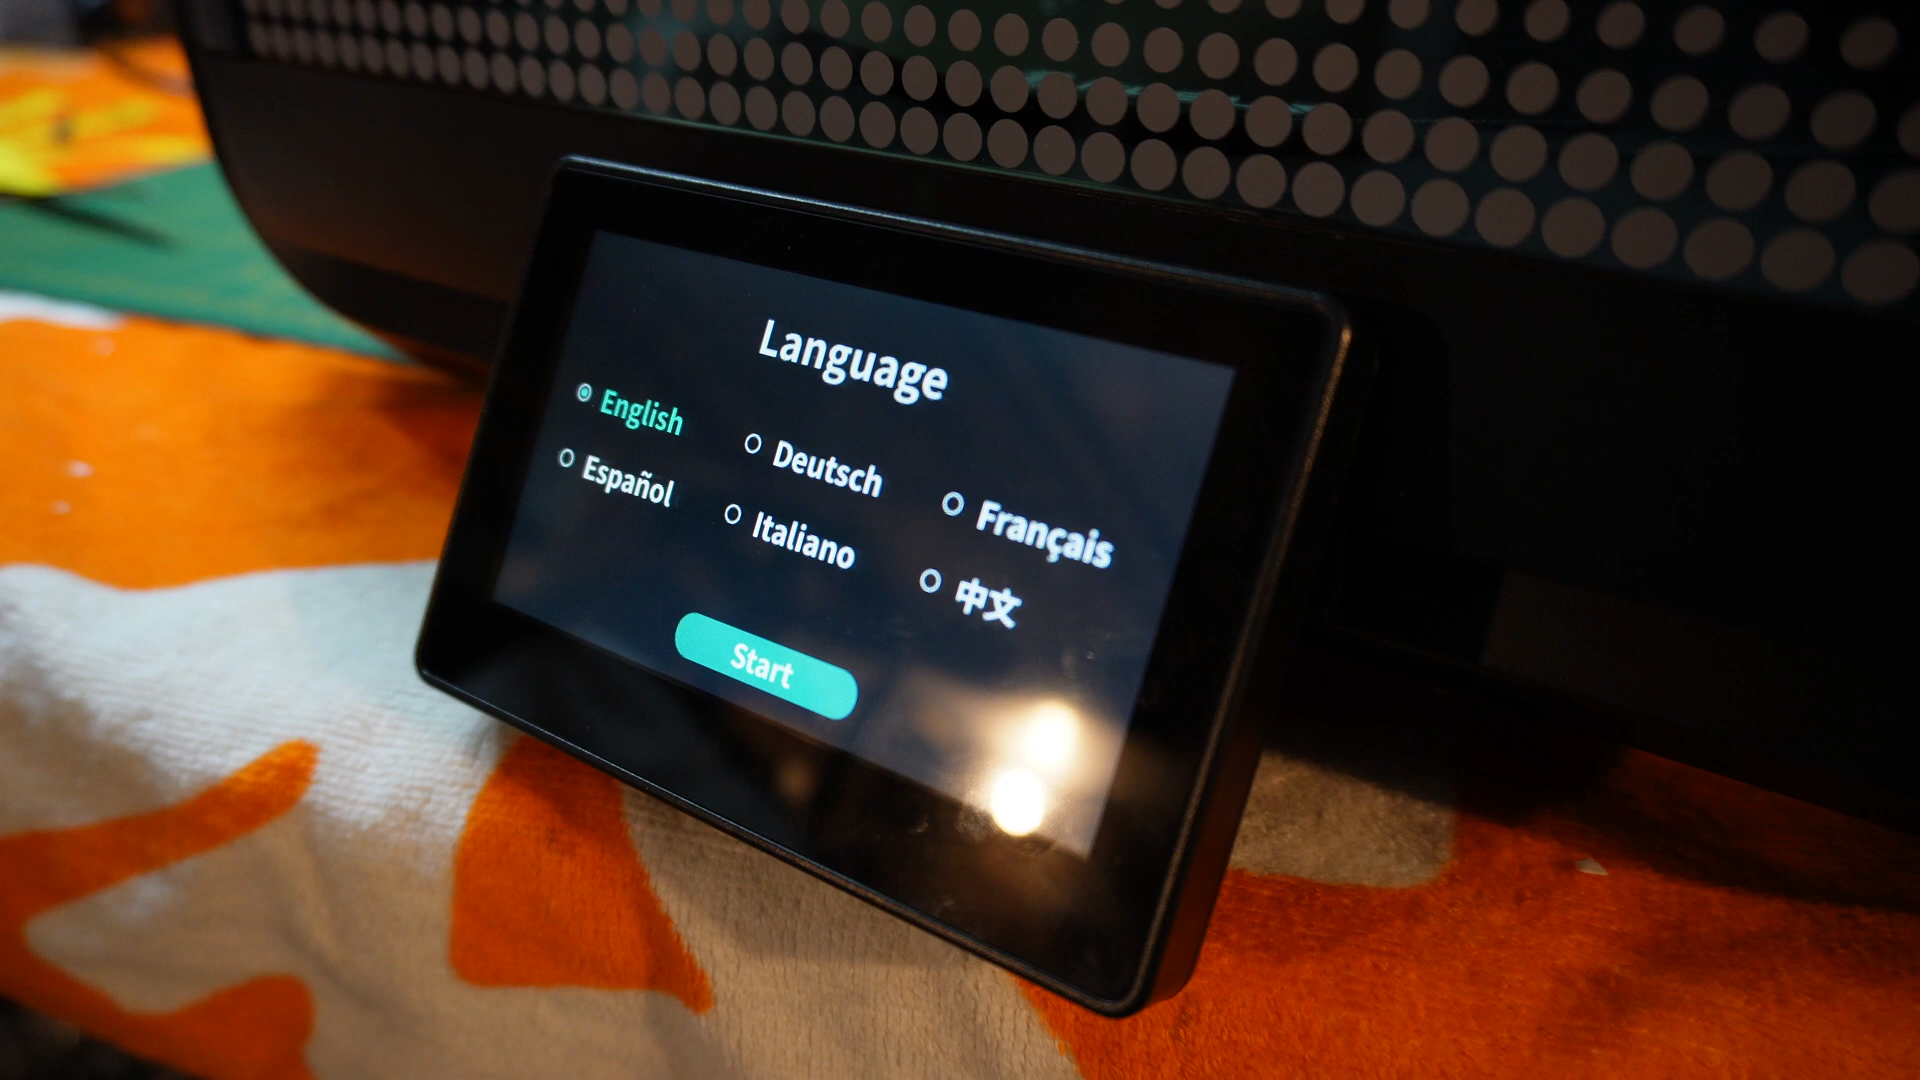 Language
English
Deutsch
Français
Español
Italiano
中文
Start